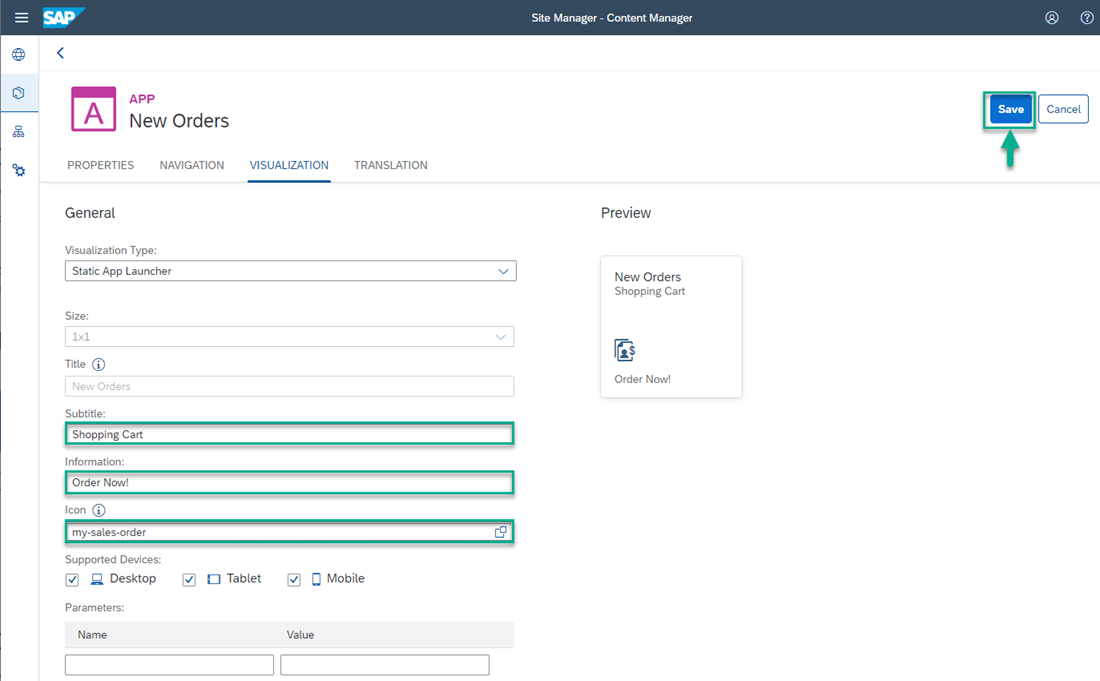 SAP
Site Manager - Content Manager
A
APP
New Orders
Save
Cancel
PROPERTIES
NAVIGATION
VISUALIZATION
TRANSLATION
General
Visualization Type:
Static App Launcher
Size:
1x1
Title
New Orders
Subtitle:
Shopping Cart
Information:
Order Now!
Icon
my-sales-order
Supported Devices:
Desktop
Tablet
Mobile
Parameters:
Name
Value
Preview
New Orders
Shopping Cart
Order Now!